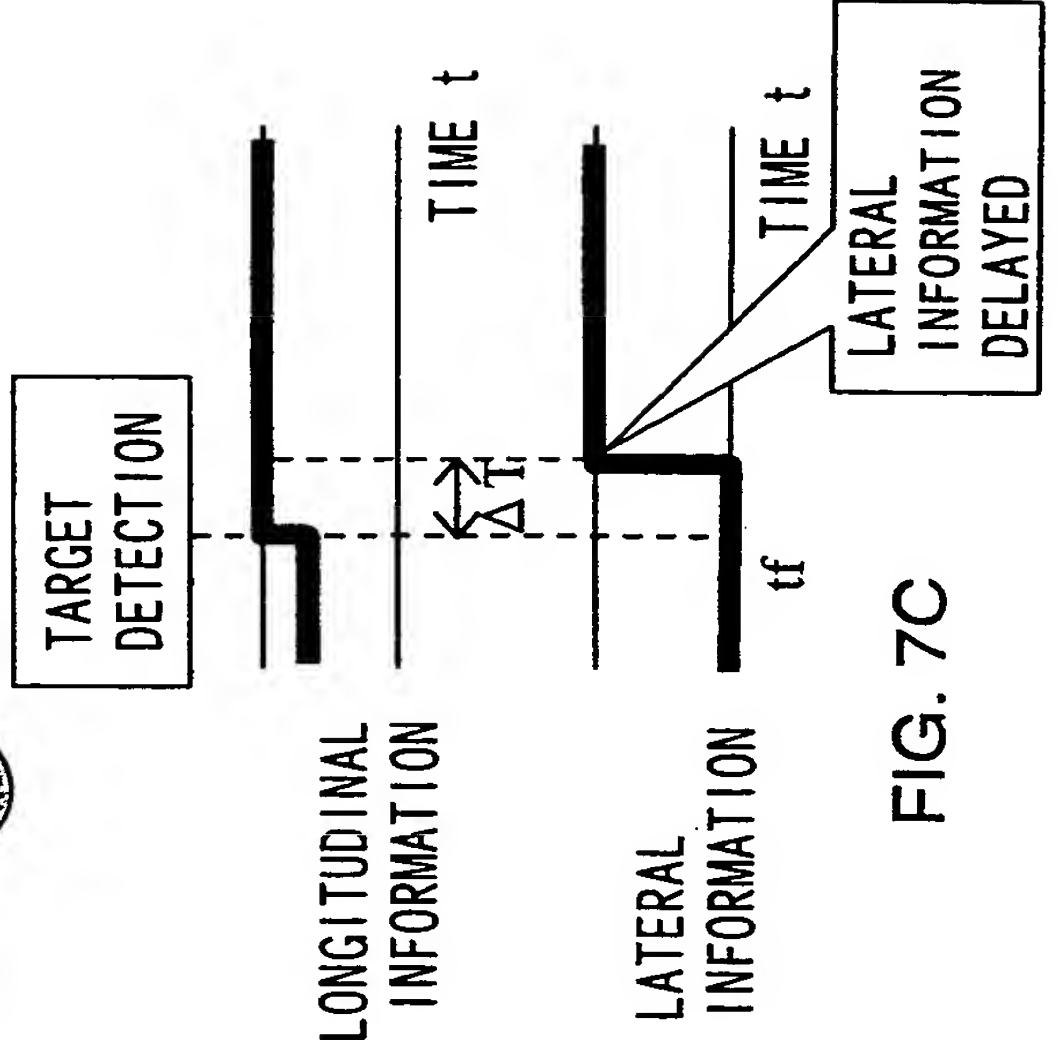 TARGET
DETECTION
LONGITUDINAL
INFORMATION
TIME t
ΔT
LATERAL
INFORMATION
tf
TIME t
LATERAL
INFORMATION
DELAYED
FIG. 7C